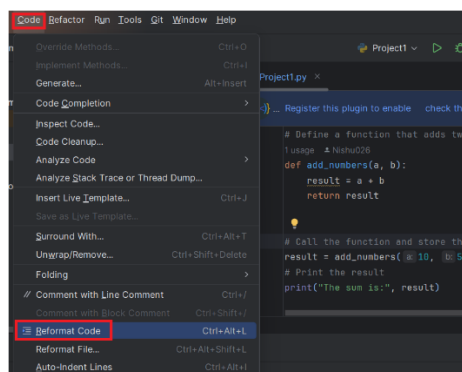 Code Refactor Run Tools Git Window Help
Override Methods... Ctrl+O
Implement Methods... Ctrl+I
Generate... Alt+Insert
Code Completion >
Inspect Code...
Code Cleanup...
Analyze Code >
Analyze Stack Trace or Thread Dump...
Insert Live Template... Ctrl+J
Save as Live Template...
Surround With... Ctrl+Alt+T
Unwrap/Remove... Ctrl+Shift+Delete
Folding >
// Comment with Line Comment Ctrl+/
Comment with Block Comment Ctrl+Shift+/
Reformat Code Ctrl+Alt+L
Reformat File... Ctrl+Alt+Shift+L
Auto-Indent Lines Ctrl+Alt+I
Project1
Project1.py ×
... Register this plugin to enable check th
# Define a function that adds tw
1 usage Nishu026
def add_numbers(a, b):
result = a + b
return result
# Call the function and store th
result = add_numbers( a: 10, b: 5
# Print the result
print("The sum is:", result)